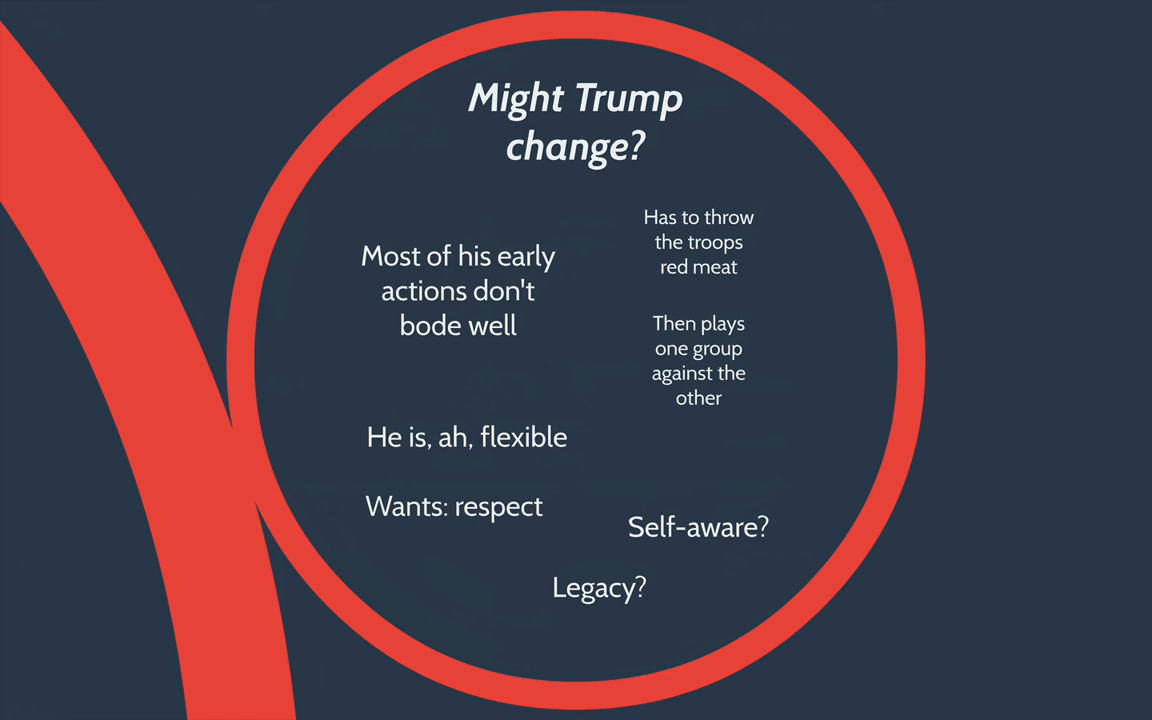 Might Trump
change?
Most of his early
actions don't
bode well
Has to throw
the troops
red meat
Then plays
one group
against the
other
He is, ah, flexible
Wants: respect
Self-aware?
Legacy?